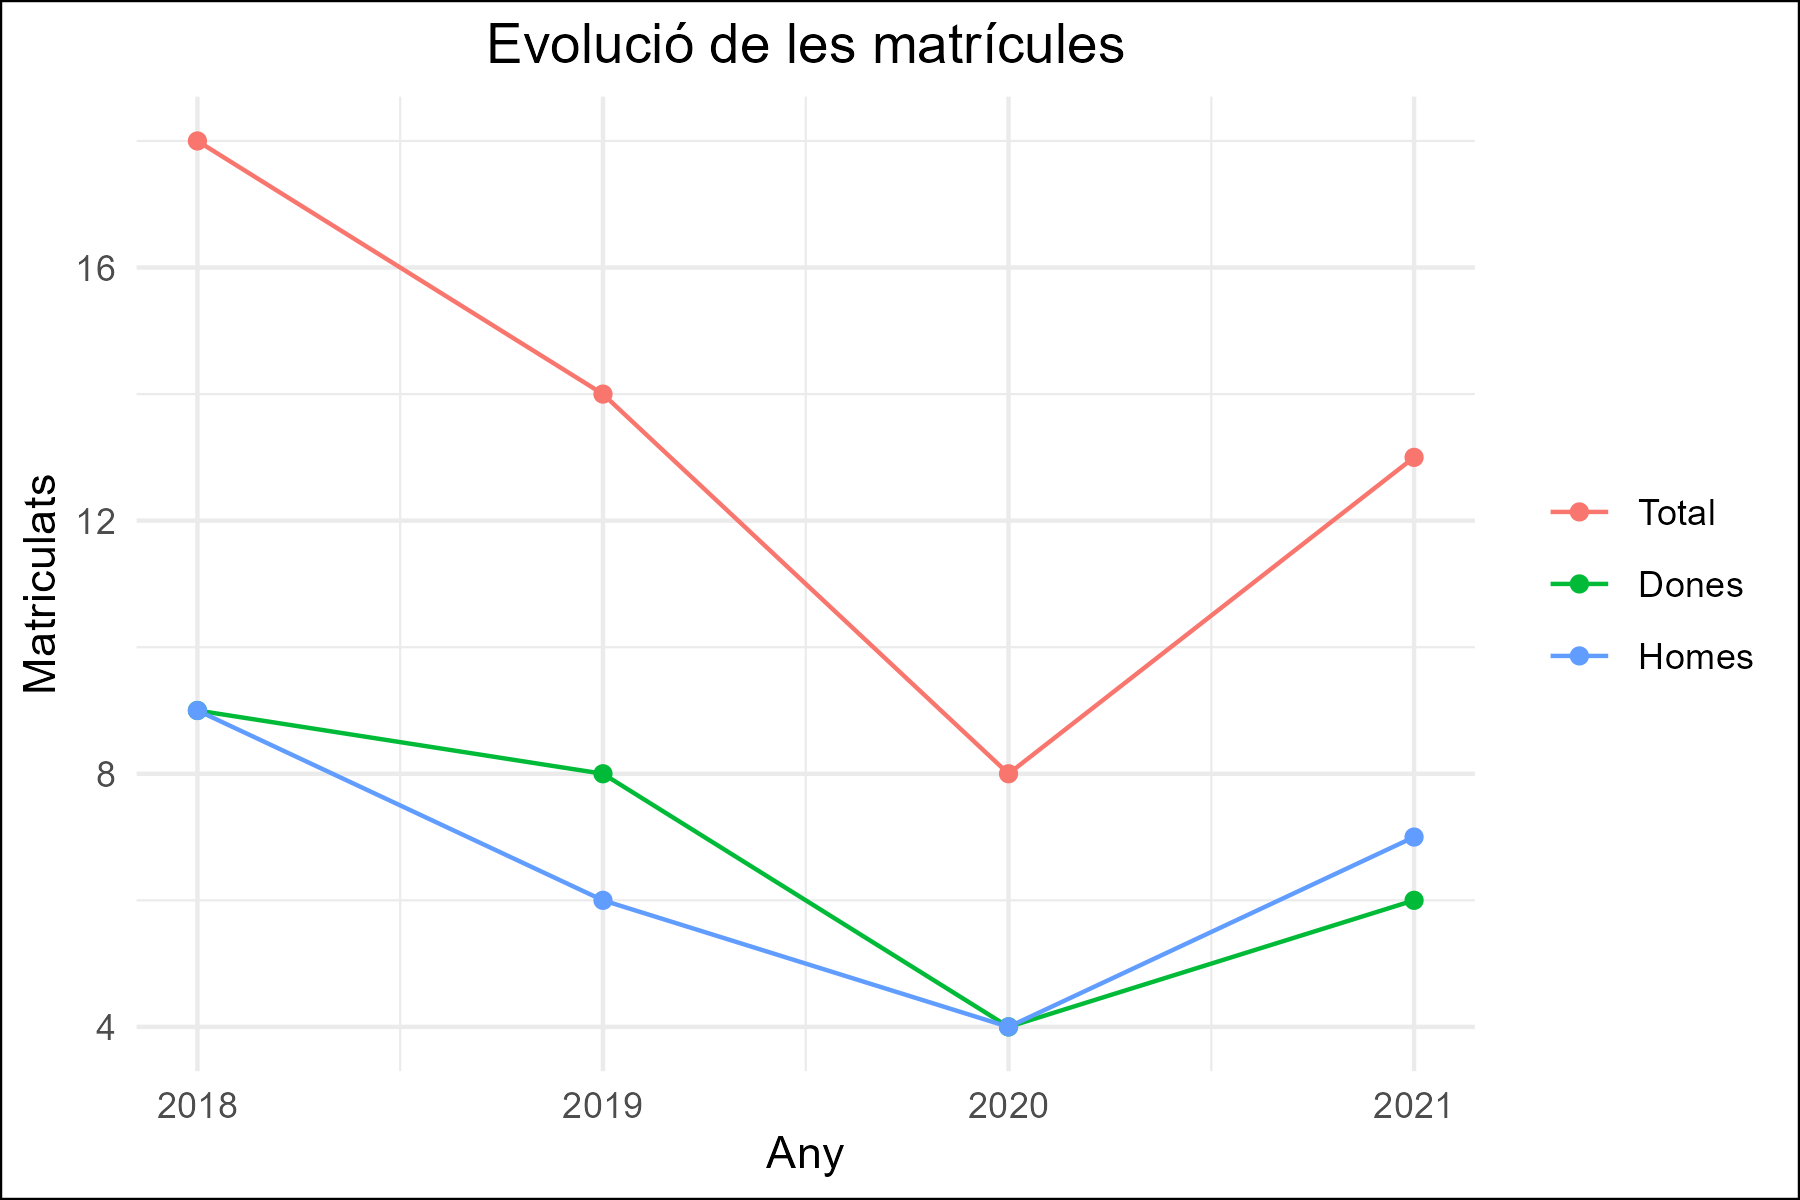 Evolució de les matrícules
Matriculats
16
12
8
4
2018
2019
2020
2021
Any
Total
Dones
Homes